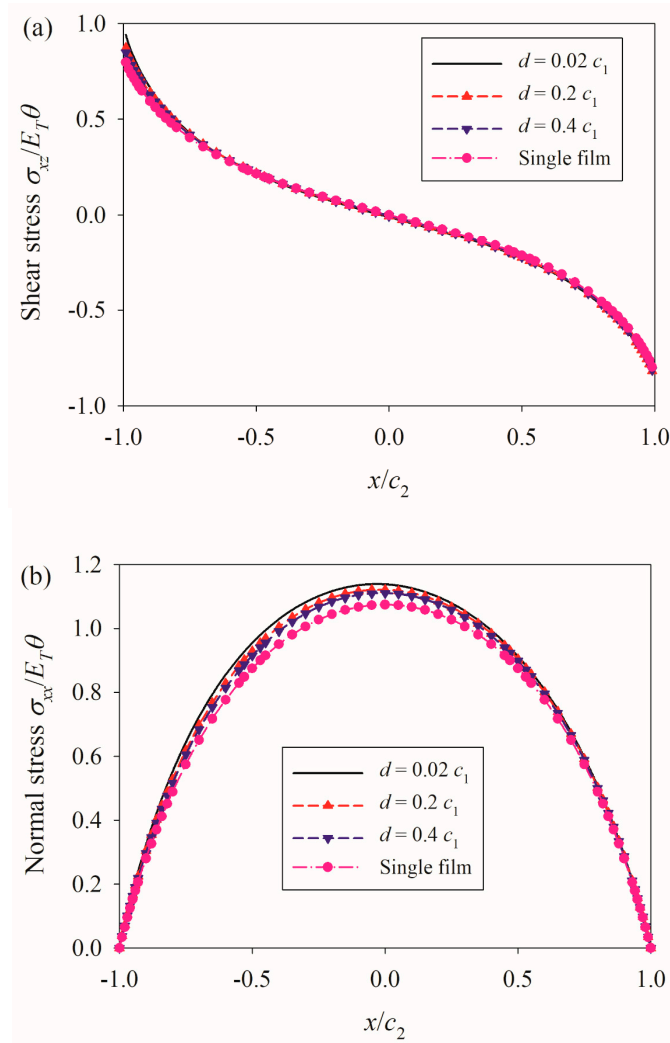 (a)
1.0
0.5
0.0
-0.5
-1.0
Shear stress σxz/ETθ
d = 0.02 c1
d = 0.2 c1
d = 0.4 c1
Single film
-1.0 -0.5 0.0 0.5 1.0
x/c2
(b)
1.2
1.0
0.8
0.6
0.4
0.2
0.0
Normal stress σxx/ETθ
d = 0.02 c1
d = 0.2 c1
d = 0.4 c1
Single film
-1.0 -0.5 0.0 0.5 1.0
x/c2